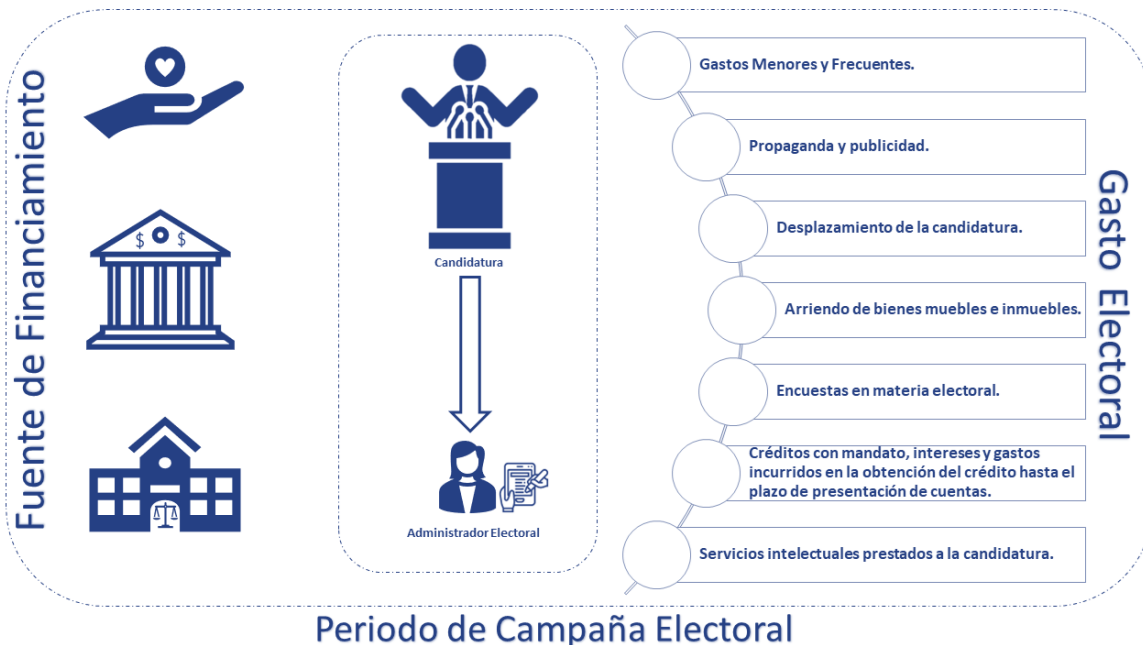 Fuente de Financiamiento
$ $
Candidatura
Administrador Electoral
Gastos Menores y Frecuentes.
Propaganda y publicidad.
Desplazamiento de la candidatura.
Arriendo de bienes muebles e inmuebles.
Encuestas en materia electoral.
Créditos con mandato, intereses y gastos
incurridos en la obtención del crédito hasta el
plazo de presentación de cuentas.
Servicios intelectuales prestados a la candidatura.
Gasto Electoral
Periodo de Campaña Electoral